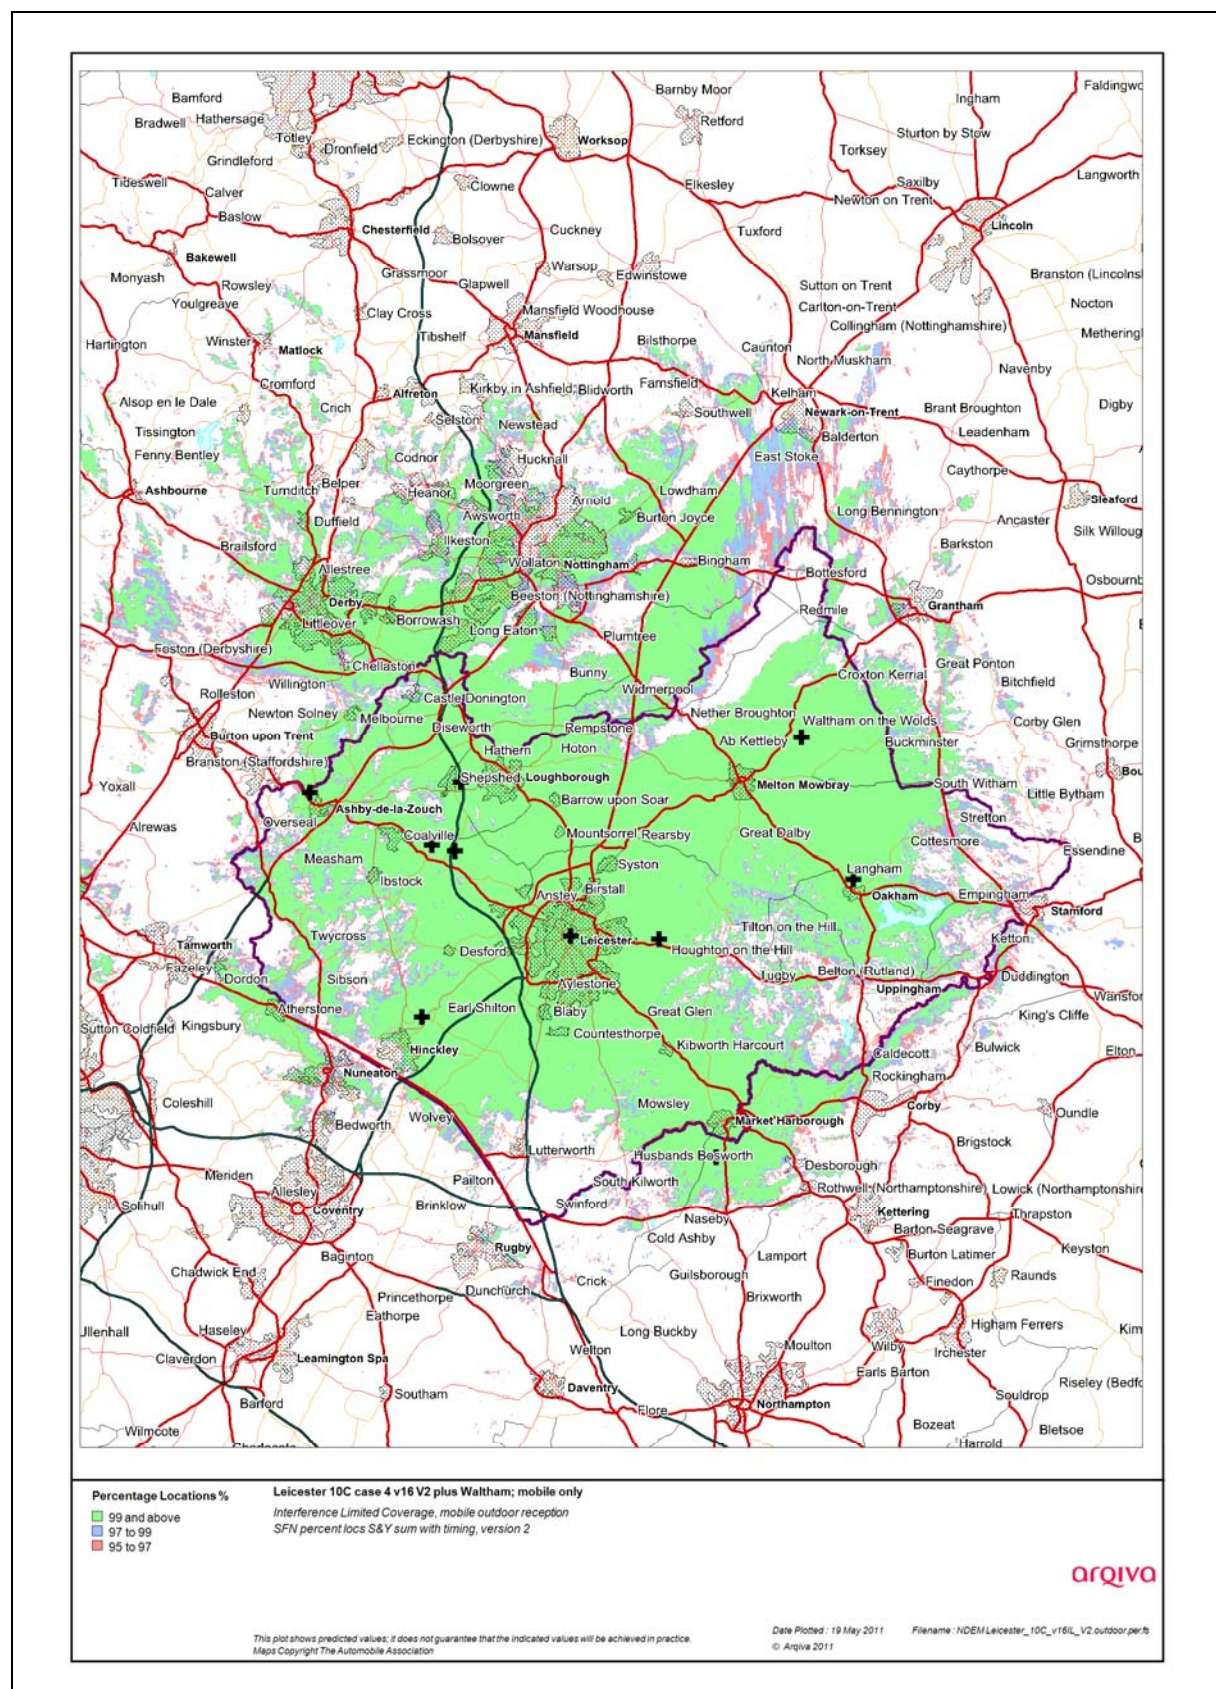 Bamford
Barnby Moor
Ingham
Faldingwo
Bradwell
Hathersage
Retford
Sturton by Stow
Totley
Dronfield
Eckington (Derbyshire)
Worksop
Torksey
Grindleford
Tideswell
Calver
Clowne
Elkesley
Saxilby
Langworth
Newton on Trent
Baslow
Chesterfield
Bolsover
Cuckney
Tuxford
Lincoln
Bakewell
Grassmoor
Warsop
Edwinstowe
Monyash
Rowsley
Glapwell
Sutton on Trent
Branston (Lincolnsl
Youlgreave
Clay Cross
Mansfield Woodhouse
Carlton-on-Trent
Nocton
Hartington
Winster
Matlock
Tibshelf
Mansfield
Bilsthorpe
Collingham (Nottinghamshire)
Metheringl
Caunton
North Muskham
Navenby
Cromford
Alfreton
Kirkby in Ashfield
Blidworth
Farnsfield
Kelham
Alsop en le Dale
Crich
Selston
Newstead
Southwell
Newark-on-Trent
Brant Broughton
Digby
Tissington
Balderton
Leadenham
Fenny Bentley
Codnor
Hucknall
East Stoke
Caythorpe
Ashbourne
Turnditch
Belper
Heanor
Moorgreen
Arnold
Lowdham
Sleaford
Duffield
Awsworth
Burton Joyce
Long Bennington
Ancaster
Silk Willoug
Brailsford
Ilkeston
Barkston
Allestree
Wollaton
Nottingham
Bingham
Bottesford
Osbournb
Derby
Beeston (Nottinghamshire)
Redmile
Grantham
Littleover
Borrowash
Long Eaton
Plumtree
Foston (Derbyshire)
Chellaston
Bunny
Croxton Kerrial
Great Ponton
Rolleston
Willington
Castle Donington
Widmerpool
Bitchfield
Newton Solney
Melbourne
Diseworth
Rempstone
Nether Broughton
Waltham on the Wolds
Corby Glen
Burton upon Trent
Hathern
Hoton
Ab Kettleby
Buckminster
Grimsthorpe
Branston (Staffordshire)
Shepshed
Loughborough
Melton Mowbray
South Witham
Bou
Yoxall
Ashby-de-la-Zouch
Barrow upon Soar
Little Bytham
Alrewas
Overseal
Coalville
Mountsorrel
Rearsby
Great Dalby
Stretton
Cottesmore
Essendine
Measham
Ibstock
Syston
Langham
Anstey
Birstall
Oakham
Empingham
Stamford
Twycross
Tilton on the Hill
Tamworth
Desford
Leicester
Houghton on the Hill
Ketton
Fazeley
Dordon
Sibson
Aylestone
Tugby
Belton (Rutland)
Uppingham
Duddington
Wansfor
Atherstone
Earl Shilton
Blaby
Great Glen
King's Cliffe
Sutton Coldfield
Kingsbury
Countesthorpe
Kibworth Harcourt
Bulwick
Hinckley
Caldecott
Elton
Nuneaton
Rockingham
Coleshill
Wolvey
Mowsley
Corby
Oundle
Bedworth
Market Harborough
Brigstock
Lutterworth
Husbands Bosworth
Meriden
Pailton
Desborough
Allesley
South Kilworth
Rothwell (Northamptonshire)
Lowick (Northamptonshire
Solihull
Coventry
Brinklow
Swinford
Naseby
Kettering
Thrapston
Barton Seagrave
Baginton
Rugby
Cold Ashby
Lamport
Burton Latimer
Keyston
Chadwick End
Crick
Guilsborough
Finedon
Raunds
Princethorpe
Dunchurch
Brixworth
Eathorpe
Ullenhall
Haseley
Long Buckby
Higham Ferrers
Kim
Claverdon
Leamington Spa
Welton
Moulton
Wilby
Irchester
Southam
Daventry
Earls Barton
Souldrop
Riseley (Bedfo
Barford
Flore
Northampton
Wilmcote
Bozeat
Bletsoe
Harrold
Percentage Locations %
99 and above
97 to 99
95 to 97
Leicester 10C case 4 v16 V2 plus Waltham; mobile only
Interference Limited Coverage, mobile outdoor reception
SFN percent locs S&Y sum with timing, version 2
arqiva
This plot shows predicted values; it does not guarantee that the indicated values will be achieved in practice.
Maps Copyright The Automobile Association
Date Plotted : 19 May 2011
Filename : NDEM Leicester_10C_v16IL_V2.outdoor.per.fs
© Arqiva 2011